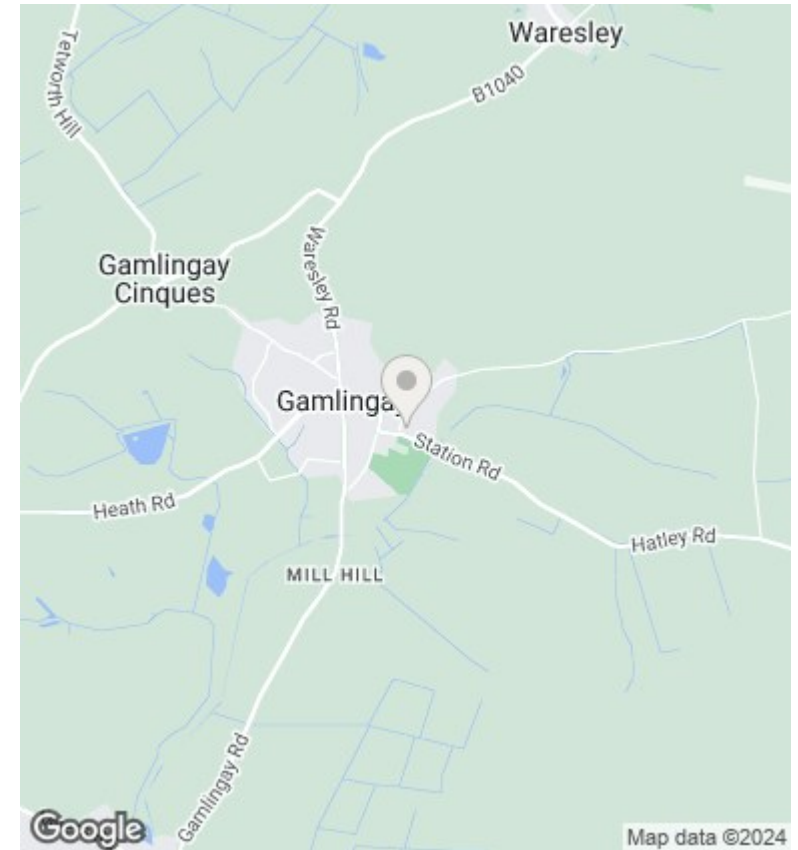 Waresley
Tetworth Hill
B1040
Waresley Rd
Gamlingay
Cinques
Gamlingay
Station Rd
Heath Rd
Hatley Rd
MILL HILL
Gamlingay Rd
Google
Map data ©2024